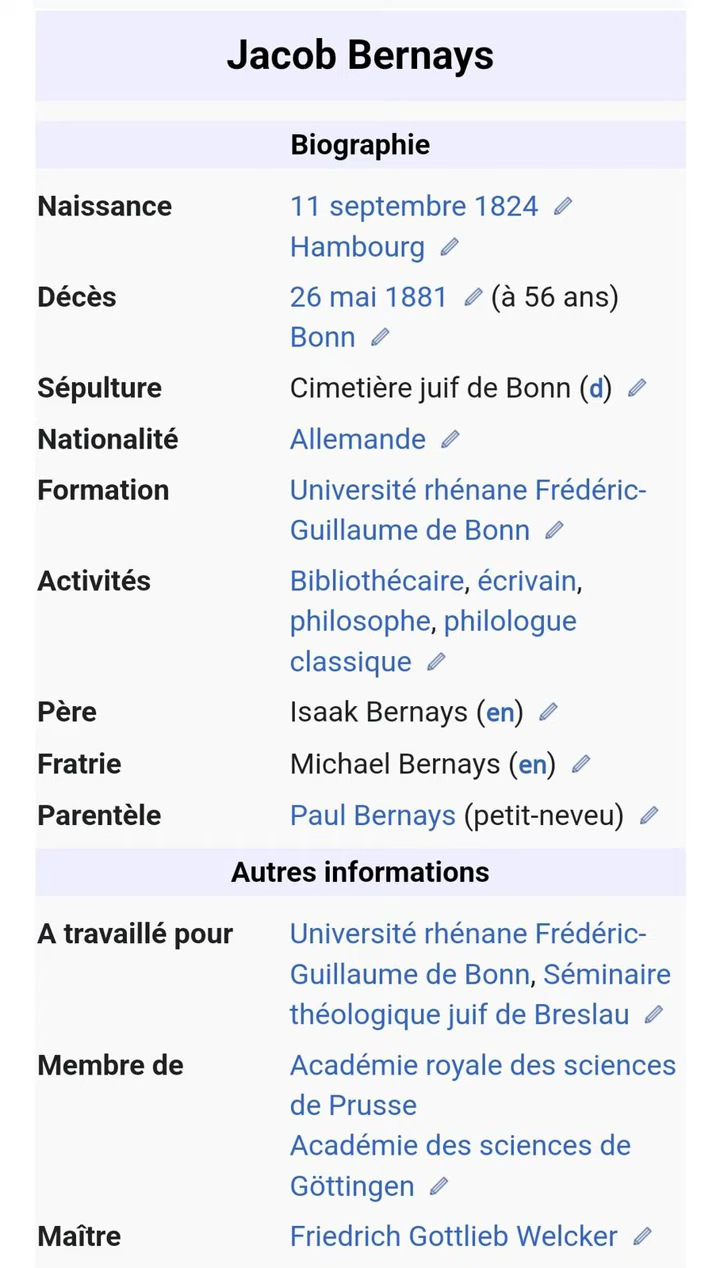 Jacob Bernays
Biographie
Naissance 11 septembre 1824
Hambourg
Décès 26 mai 1881 (à 56 ans)
Bonn
Sépulture Cimetière juif de Bonn (d)
Nationalité Allemande
Formation Université rhénane Frédéric-
Guillaume de Bonn
Activités Bibliothécaire, écrivain,
philosophe, philologue
classique
Père Isaak Bernays (en)
Fratrie Michael Bernays (en)
Parentèle Paul Bernays (petit-neveu)
Autres informations
A travaillé pour Université rhénane Frédéric-
Guillaume de Bonn, Séminaire
théologique juif de Breslau
Membre de Académie royale des sciences
de Prusse
Académie des sciences de
Göttingen
Maître Friedrich Gottlieb Welcker